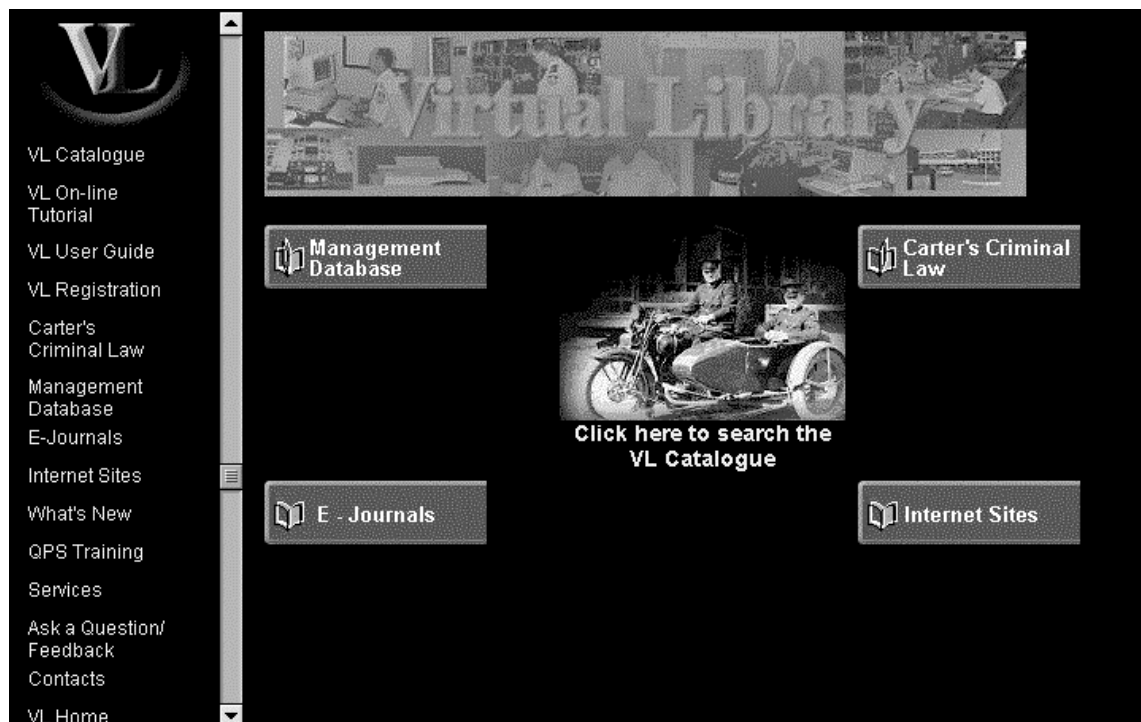 VL
VL Catalogue
VL On-line
Tutorial
VL User Guide
VL Registration
Carter's
Criminal Law
Management
Database
E-Journals
Internet Sites
What's New
QPS Training
Services
Ask a Question/
Feedback
Contacts
VL Home
Virtual Library
Management
Database
Carter's Criminal
Law
Click here to search the
VL Catalogue
E - Journals
Internet Sites